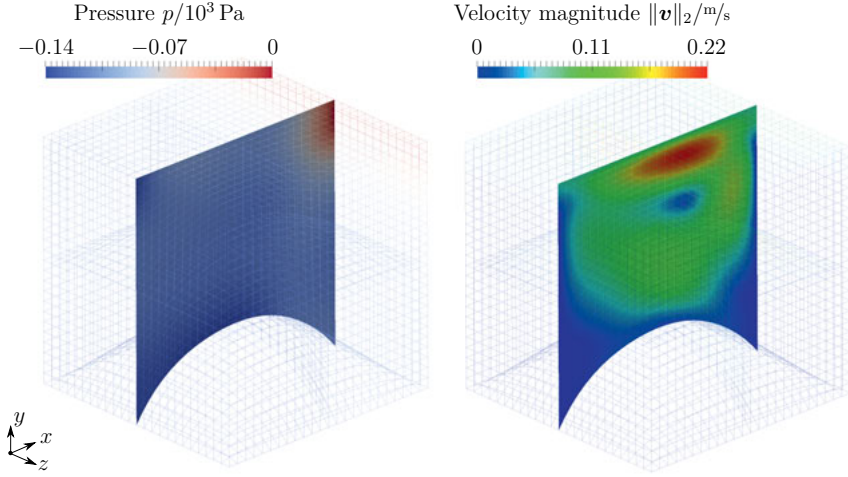 Pressure p/10³ Pa
−0.14 −0.07 0
Velocity magnitude ‖v‖₂/m/s
0 0.11 0.22
y
x
z